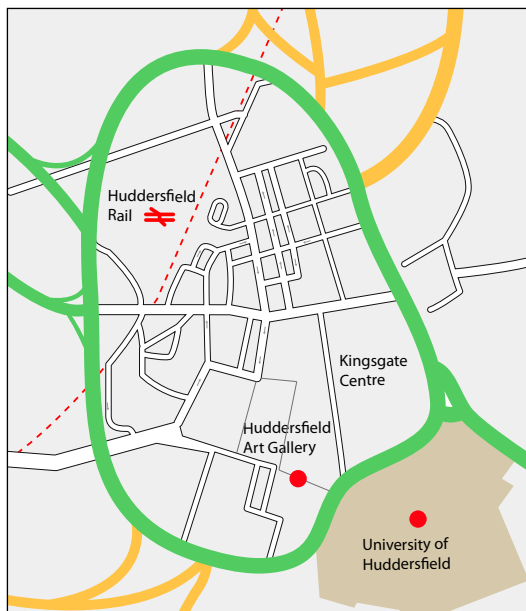 Huddersfield
Rail
Kingsgate
Centre
Huddersfield
Art Gallery
University of
Huddersfield